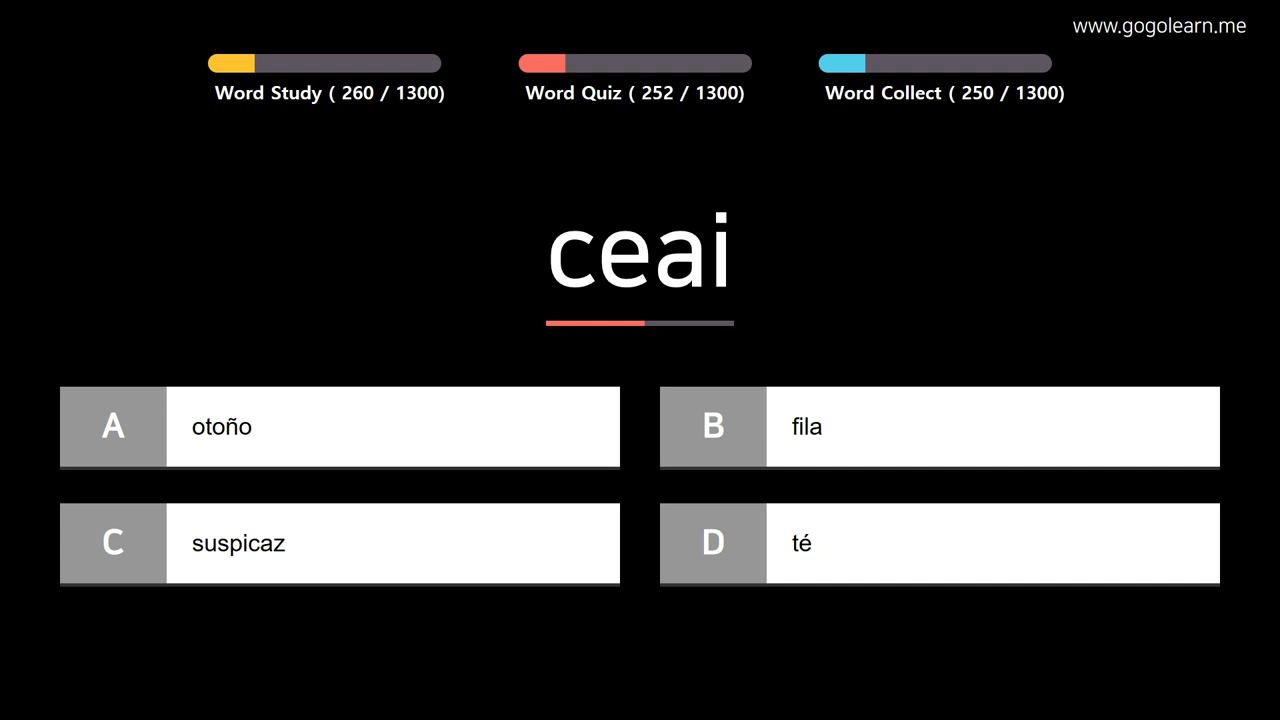 www.gogolearn.me
Word Study ( 260 / 1300)
Word Quiz ( 252 / 1300)
Word Collect ( 250 / 1300)
ceai
A
otoño
B
fila
C
suspicaz
D
té